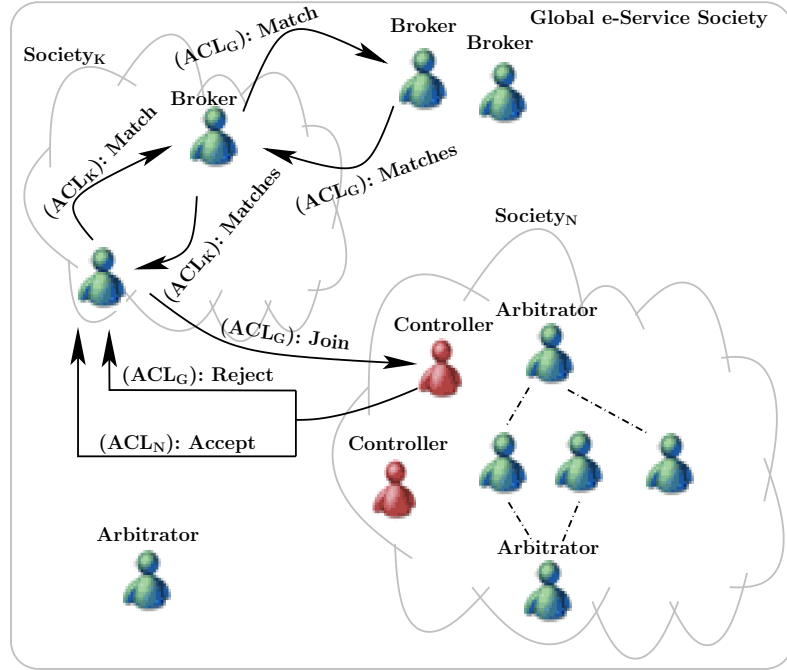 Global e-Service Society
Broker
Broker
Society_K
(ACL_G): Match
Broker
(ACL_K): Match
(ACL_G): Matches
(ACL_K): Matches
Society_N
Arbitrator
Controller
(ACL_G): Join
(ACL_G): Reject
(ACL_N): Accept
Controller
Arbitrator
Arbitrator